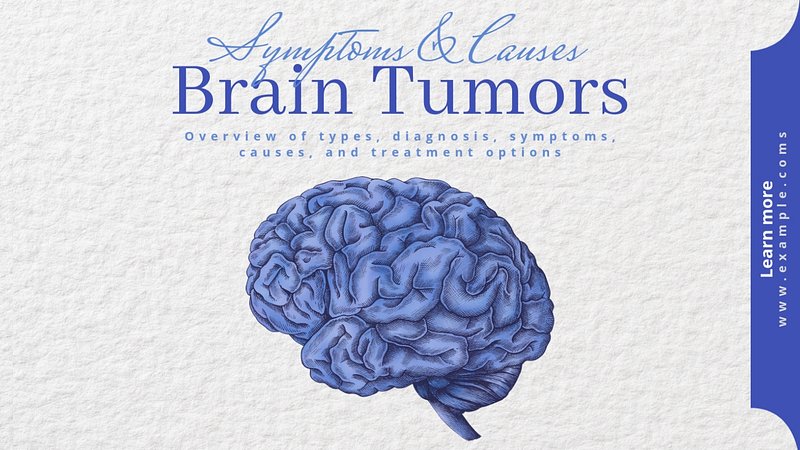 Symptoms & Causes
Brain Tumors
Overview of types, diagnosis, symptoms,
causes, and treatment options
Learn more
www.example.coms